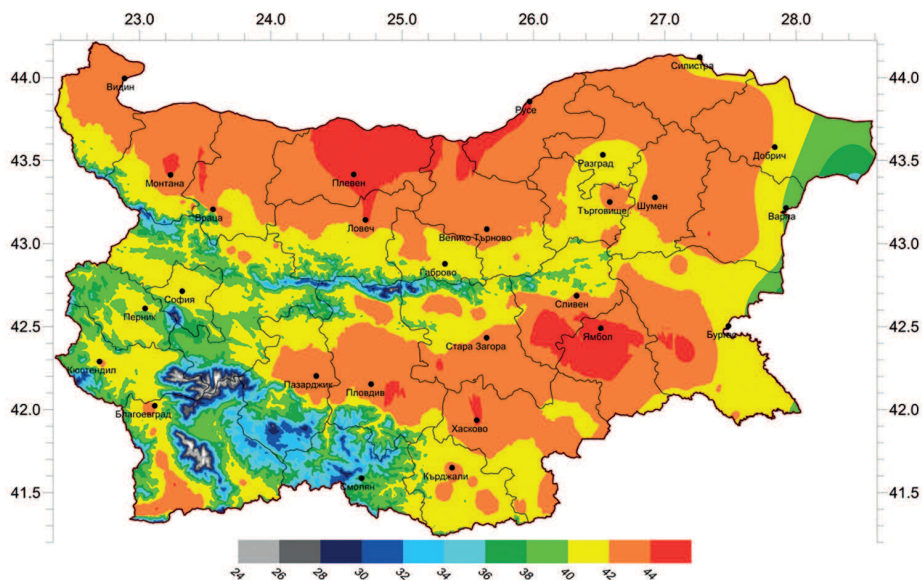 23.0 24.0 25.0 26.0 27.0 28.0
44.0 44.0
Силистра
Видин
Русе
43.5 43.5
Добрич
Разград
Монтана
Плевен
Търговище
Шумен
Враца
Варна
Ловеч
Велико Търново
43.0 43.0
Габрово
София
Сливен
Перник
42.5 42.5
Бургас
Ямбол
Стара Загора
Кюстендил
Пазарджик
Пловдив
42.0 42.0
Благоевград
Хасково
Кърджали
41.5 41.5
Смолян
24 26 28 30 32 34 36 38 40 42 44